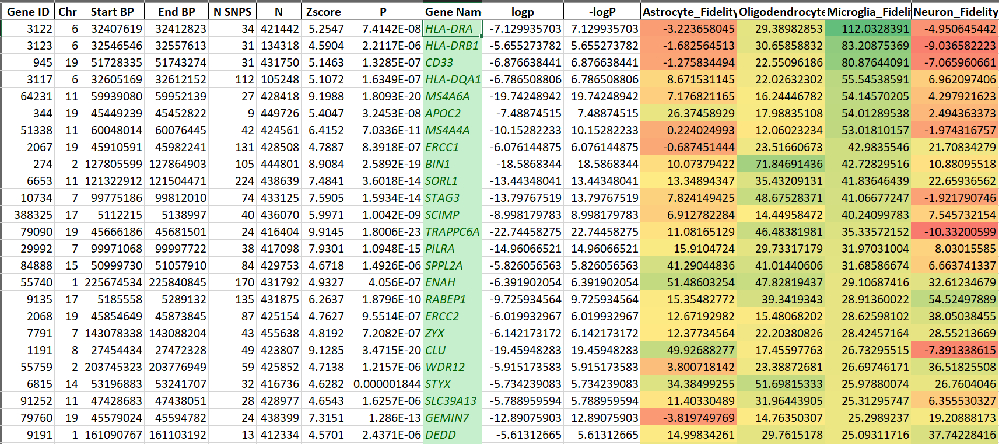 Gene ID Chr Start BP End BP N SNPS N Zscore P Gene Nam logp -logP Astrocyte_Fidelity Oligodendrocyte Microglia_Fideli Neuron_Fidelity
3122 6 32407619 32412823 34 421442 5.2547 7.4142E-08 HLA-DRA -7.129935703 7.129935703 -3.223658045 29.38982853 112.0328391 -4.950645442
3123 6 32546546 32557613 31 134318 4.5904 2.2117E-06 HLA-DRB1 -5.655273782 5.655273782 -1.682564513 30.65858832 83.20875369 -9.036582223
945 19 51728335 51743274 31 431750 5.1463 1.3285E-07 CD33 -6.876638441 6.876638441 -1.275834494 22.55096186 80.87644091 -7.065960661
3117 6 32605169 32612152 112 105248 5.1072 1.6349E-07 HLA-DQA1 -6.786508806 6.786508806 8.671531145 22.02632302 55.54538591 6.962097406
64231 11 59939080 59952139 27 428418 9.1988 1.8093E-20 MS4A6A -19.74248942 19.74248942 7.176821165 16.24446782 54.14570205 4.297921623
344 19 45449239 45452822 9 449726 5.4047 3.2453E-08 APOC2 -7.48874515 7.48874515 26.37458929 17.98835108 54.01289538 2.494363373
51338 11 60048014 60076445 42 424561 6.4152 7.0336E-11 MS4A4A -10.15282233 10.15282233 0.224024993 12.06023234 53.01810157 -1.974316757
2067 19 45910591 45982241 131 428508 4.7887 8.3918E-07 ERCC1 -6.076144875 6.076144875 -0.687451444 23.51660673 42.9835546 21.70834279
274 2 127805599 127864903 105 444801 8.9084 2.5892E-19 BIN1 -18.5868344 18.5868344 10.07379422 71.84691436 42.72829516 10.88095518
6653 11 121322912 121504471 224 438639 7.4841 3.6018E-14 SORL1 -13.44348041 13.44348041 13.34894347 35.43209131 41.83646439 22.65936562
10734 7 99775186 99812010 74 433125 7.5905 1.5934E-14 STAG3 -13.79767519 13.79767519 7.824149425 48.67528371 41.06677247 -1.921790746
388325 17 5112215 5138997 40 436070 5.9971 1.0042E-09 SCIMP -8.998179783 8.998179783 6.912782284 14.44958472 40.24099783 7.545732154
79090 19 45666186 45681501 24 416404 9.9145 1.8006E-23 TRAPPC6A -22.74458275 22.74458275 11.08165129 46.48381981 35.33572152 -10.33200599
29992 7 99971068 99997722 38 417098 7.9301 1.0948E-15 PILRA -14.96066521 14.96066521 15.9104724 29.73317179 31.97031004 8.03015585
84888 15 50999730 51057910 84 429753 4.6718 1.4926E-06 SPPL2A -5.826056563 5.826056563 41.29044836 41.01440606 31.68586674 6.663741337
55740 1 225674534 225840845 170 431792 4.9327 4.056E-07 ENAH -6.391902054 6.391902054 51.48603254 47.82819437 29.10687416 32.61234679
9135 17 5185558 5289132 135 431875 6.2637 1.8796E-10 RABEP1 -9.725934564 9.725934564 15.35482772 39.3419343 28.91360022 54.52497889
2068 19 45854649 45873845 87 425154 4.7627 9.5514E-07 ERCC2 -6.019932967 6.019932967 12.67192982 15.48068202 28.62598102 38.05038455
7791 7 143078338 143088204 43 455638 4.8192 7.2082E-07 ZYX -6.142173172 6.142173172 12.37734564 22.20380826 28.42457164 28.55213669
1191 8 27454434 27472328 49 423807 9.1285 3.4715E-20 CLU -19.45948283 19.45948283 49.92688277 17.45597763 26.73295515 -7.391338615
55759 2 203745323 203776949 59 425852 4.7138 1.2157E-06 WDR12 -5.915173583 5.915173583 3.800718142 23.38872681 26.69746171 36.51825508
6815 14 53196883 53241707 32 416736 4.6282 0.000001844 STYX -5.734239083 5.734239083 34.38499255 51.69815333 25.97880074 26.7604046
91252 11 47428683 47438051 28 428977 4.6543 1.6257E-06 SLC39A13 -5.788959594 5.788959594 11.40330489 31.96443905 25.31295747 6.355530327
79760 19 45579024 45594782 24 438399 7.3151 1.286E-13 GEMIN7 -12.89075903 12.89075903 -3.819749769 14.76350307 25.2989237 19.20888173
9191 1 161090767 161103192 13 412334 4.5701 2.4371E-06 DEDD -5.61312665 5.61312665 14.99834261 29.7615178 25.09311716 37.74228416